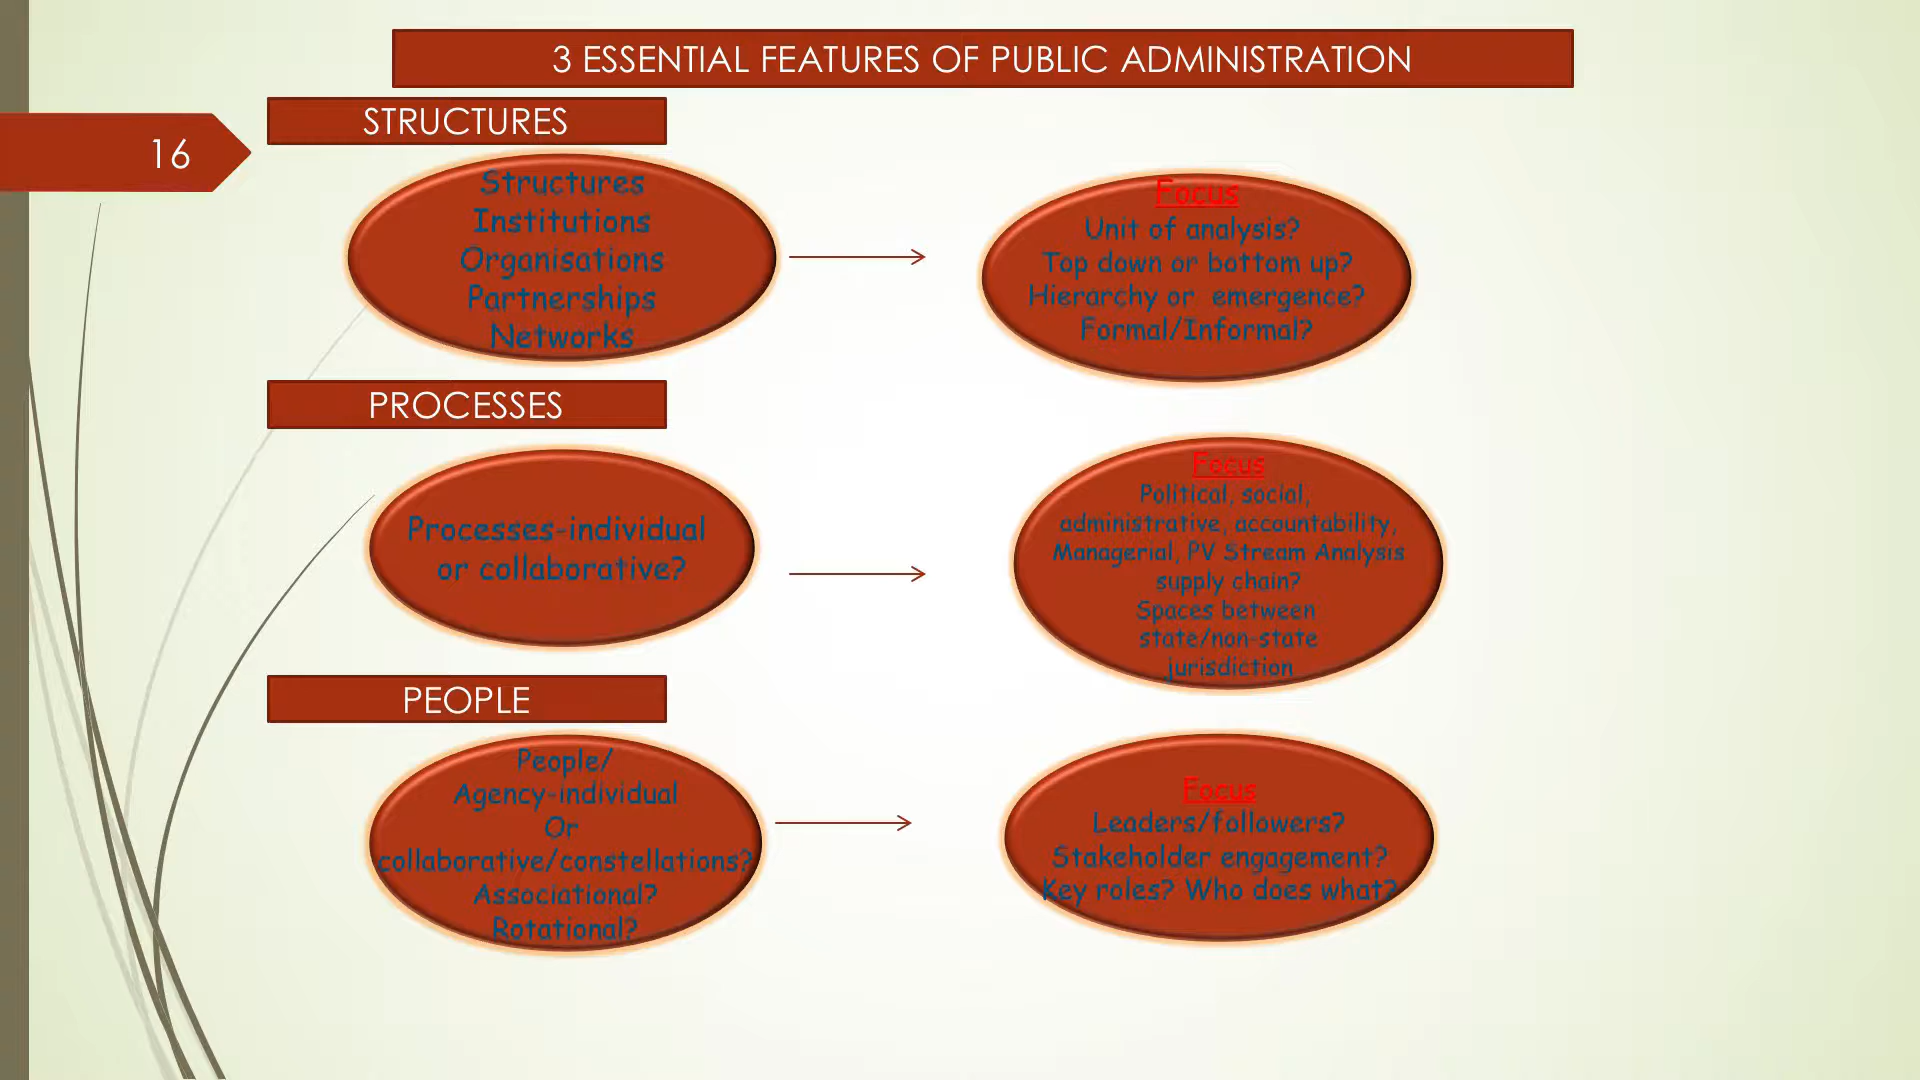 3 ESSENTIAL FEATURES OF PUBLIC ADMINISTRATION
16
STRUCTURES
Structures
Institutions
Organisations
Partnerships
Networks
Focus
Unit of analysis?
Top down or bottom up?
Hierarchy or emergence?
Formal/Informal?
PROCESSES
Processes-individual
or collaborative?
Focus
Political, social,
administrative, accountability,
Managerial, PV Stream Analysis
supply chain?
Spaces between
state/non-state
jurisdiction
PEOPLE
People/
Agency-individual
Or
collaborative/constellations?
Associational?
Rotational?
Focus
Leaders/followers?
Stakeholder engagement?
Key roles? Who does what?